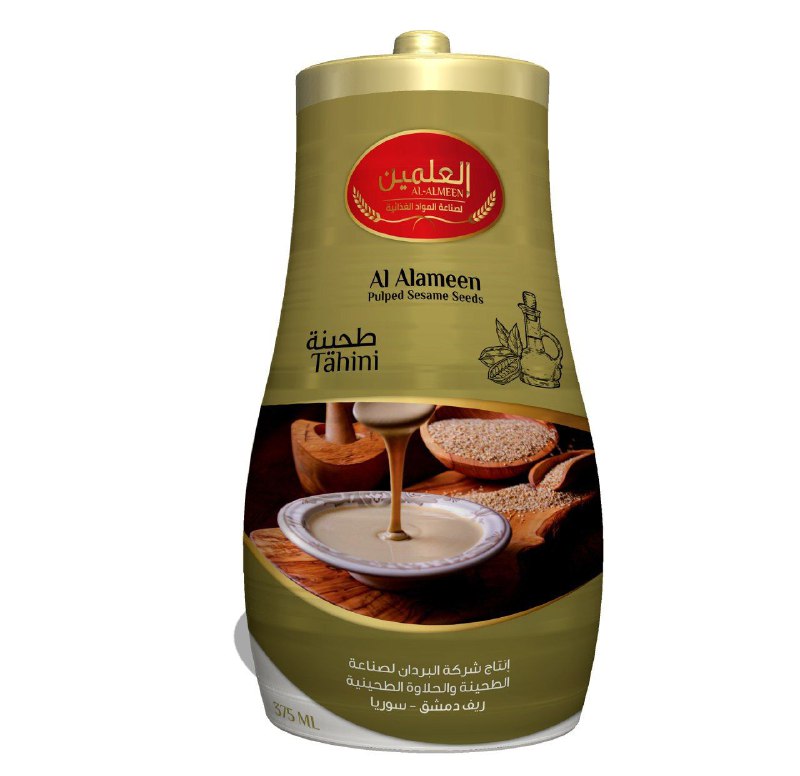 العلمين
AL-ALMEEN
لصناعة المواد الغذائية
Al Alameen
Pulped Sesame Seeds
طحينة
Tahini
إنتاج شركة البردان لصناعة
الطحينة والحلاوة الطحينية
ريف دمشق - سوريا
375 ML